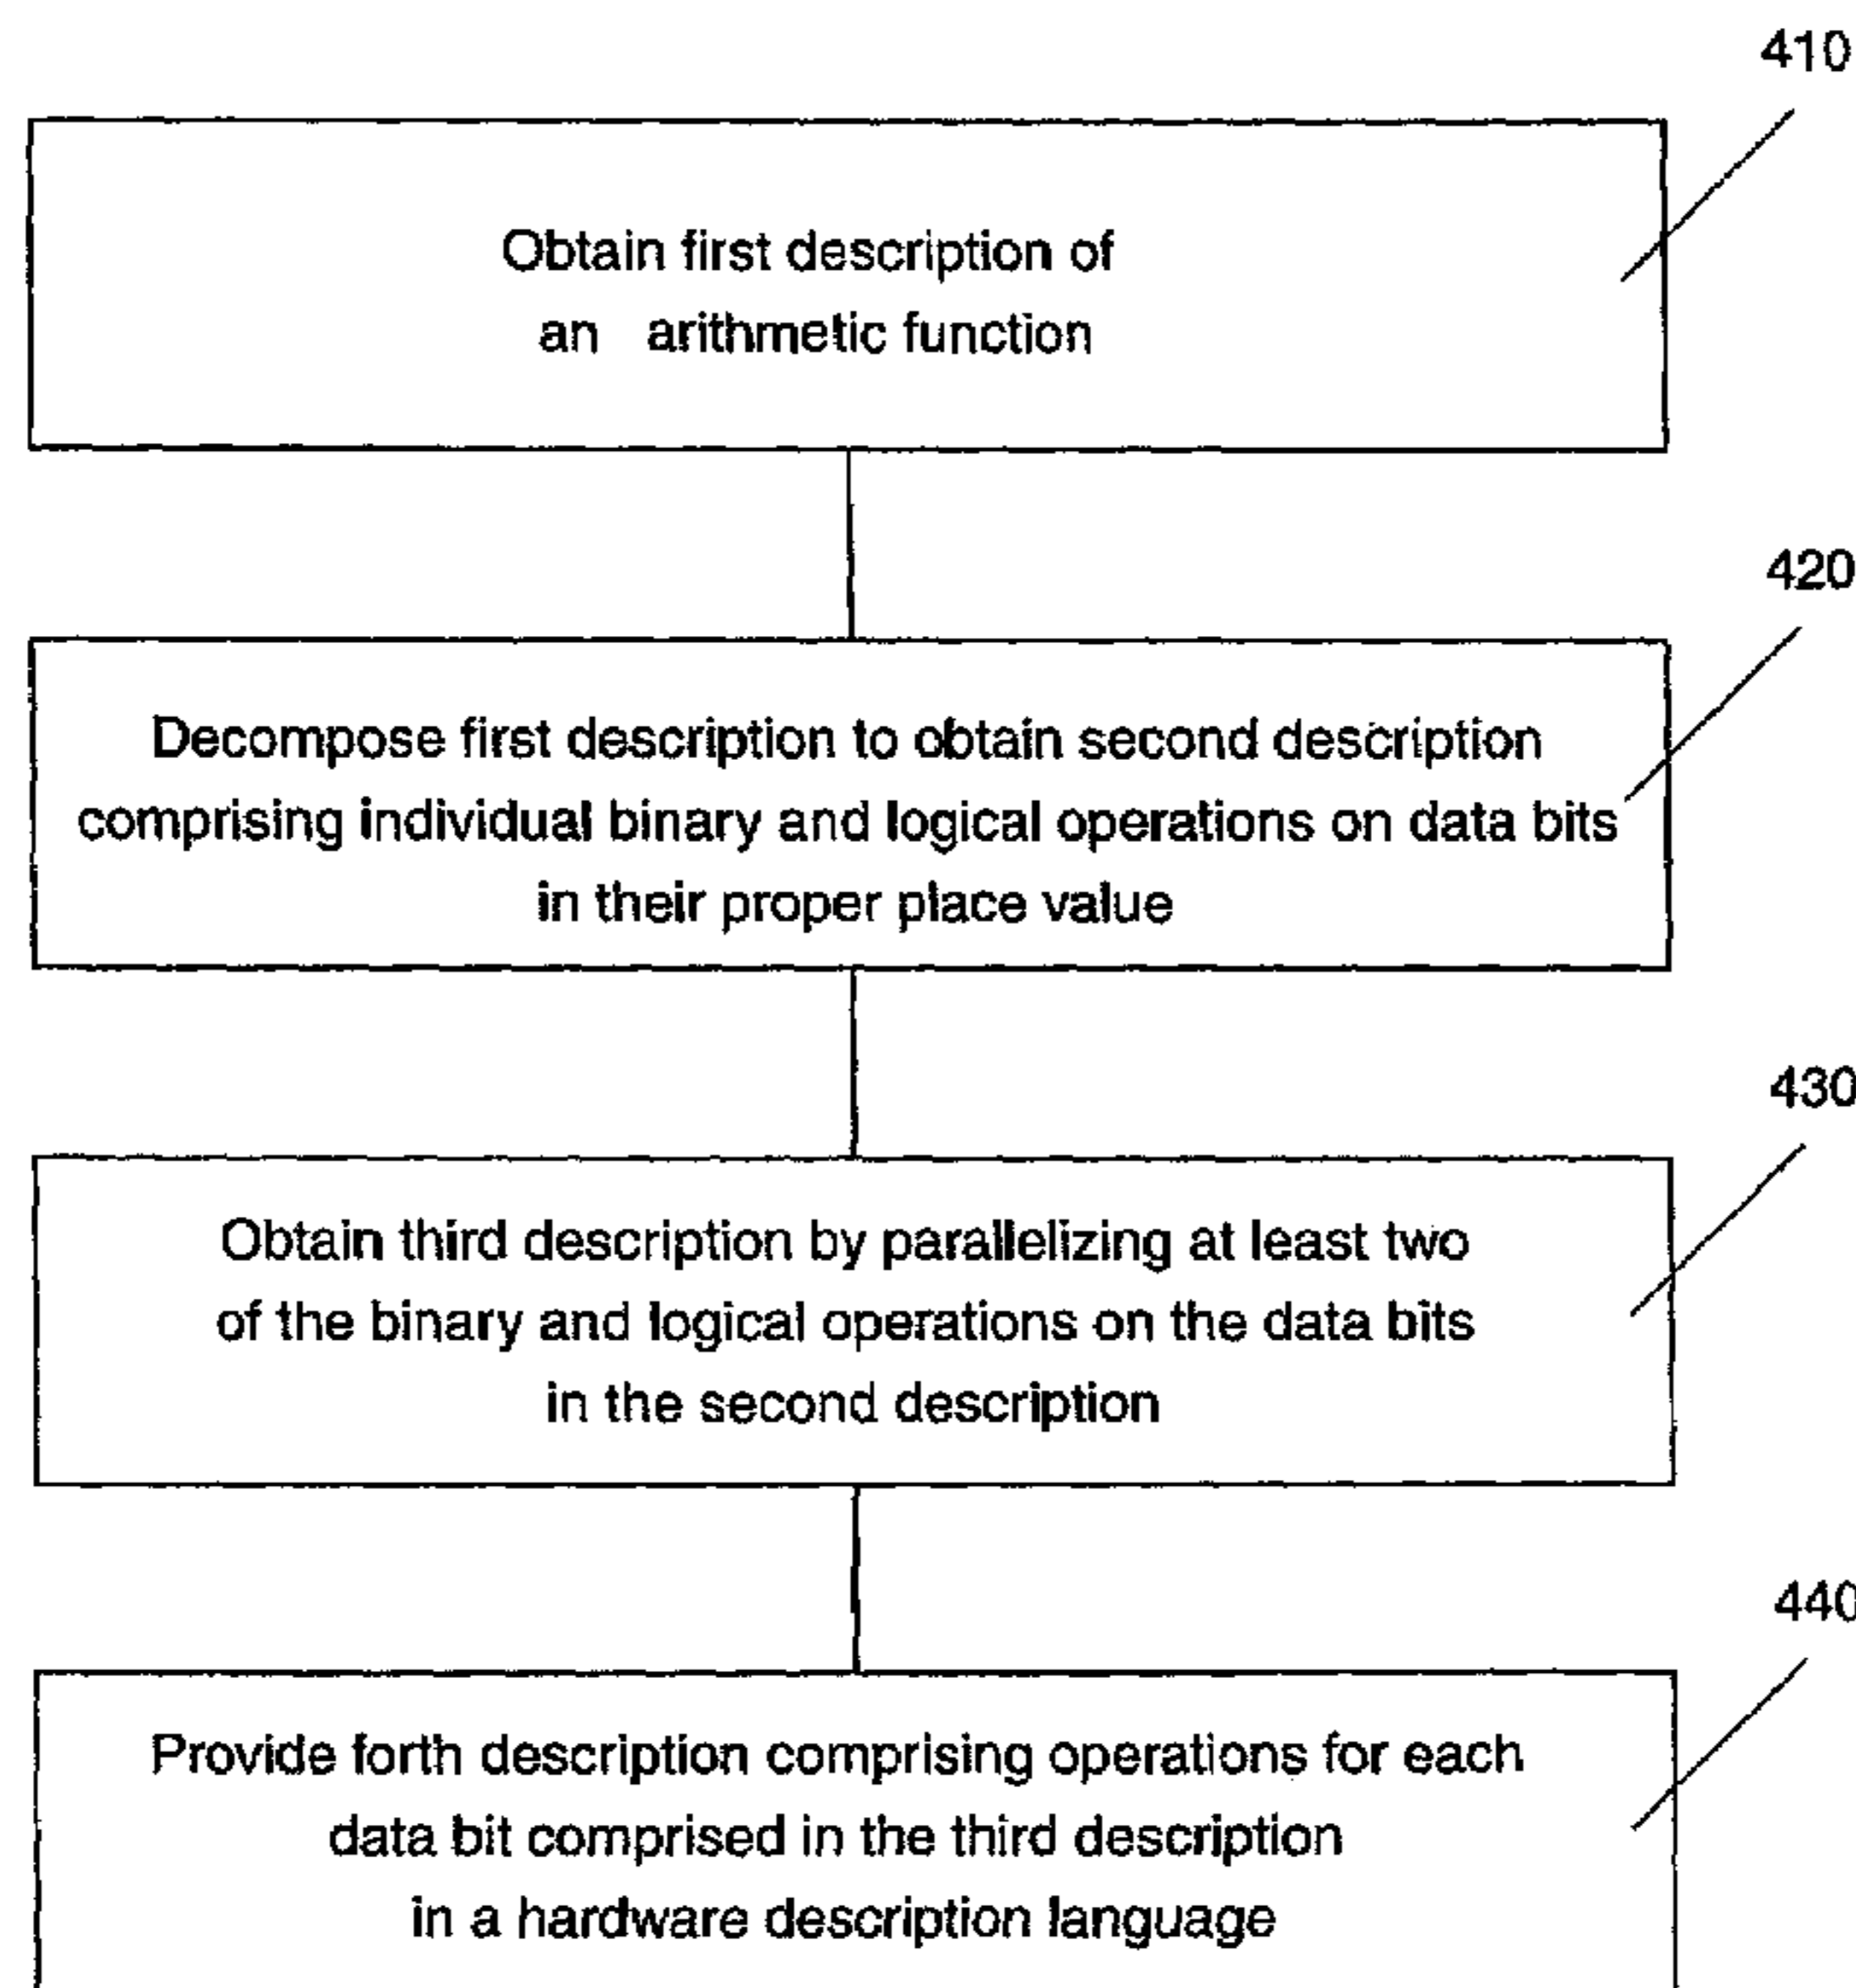 410
Obtain first description of
an arithmetic function
420
Decompose first description to obtain second description
comprising individual binary and logical operations on data bits
in their proper place value
430
Obtain third description by parallelizing at least two
of the binary and logical operations on the data bits
in the second description
440
Provide forth description comprising operations for each
data bit comprised in the third description
in a hardware description language